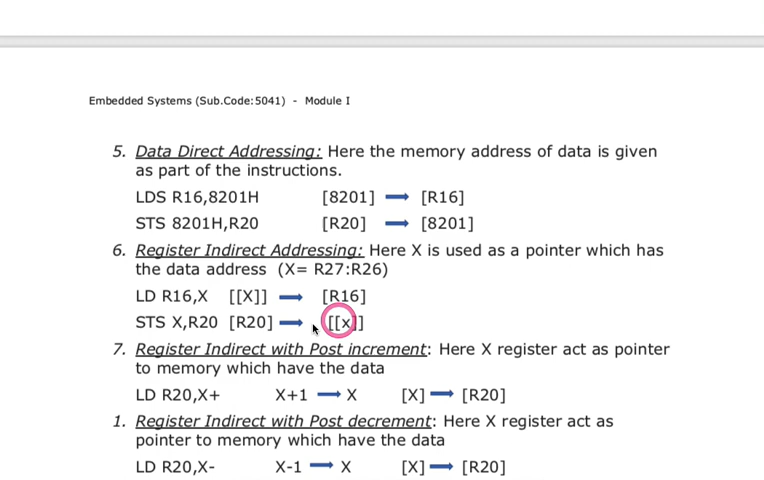 Embedded Systems (Sub.Code:5041) - Module I
5. Data Direct Addressing: Here the memory address of data is given
as part of the instructions.
LDS R16,8201H [8201] → [R16]
STS 8201H,R20 [R20] → [8201]
6. Register Indirect Addressing: Here X is used as a pointer which has
the data address (X= R27:R26)
LD R16,X [[X]] → [R16]
STS X,R20 [R20] → [[x]]
7. Register Indirect with Post increment: Here X register act as pointer
to memory which have the data
LD R20,X+ X+1 → X [X] → [R20]
1. Register Indirect with Post decrement: Here X register act as
pointer to memory which have the data
LD R20,X- X-1 → X [X] → [R20]